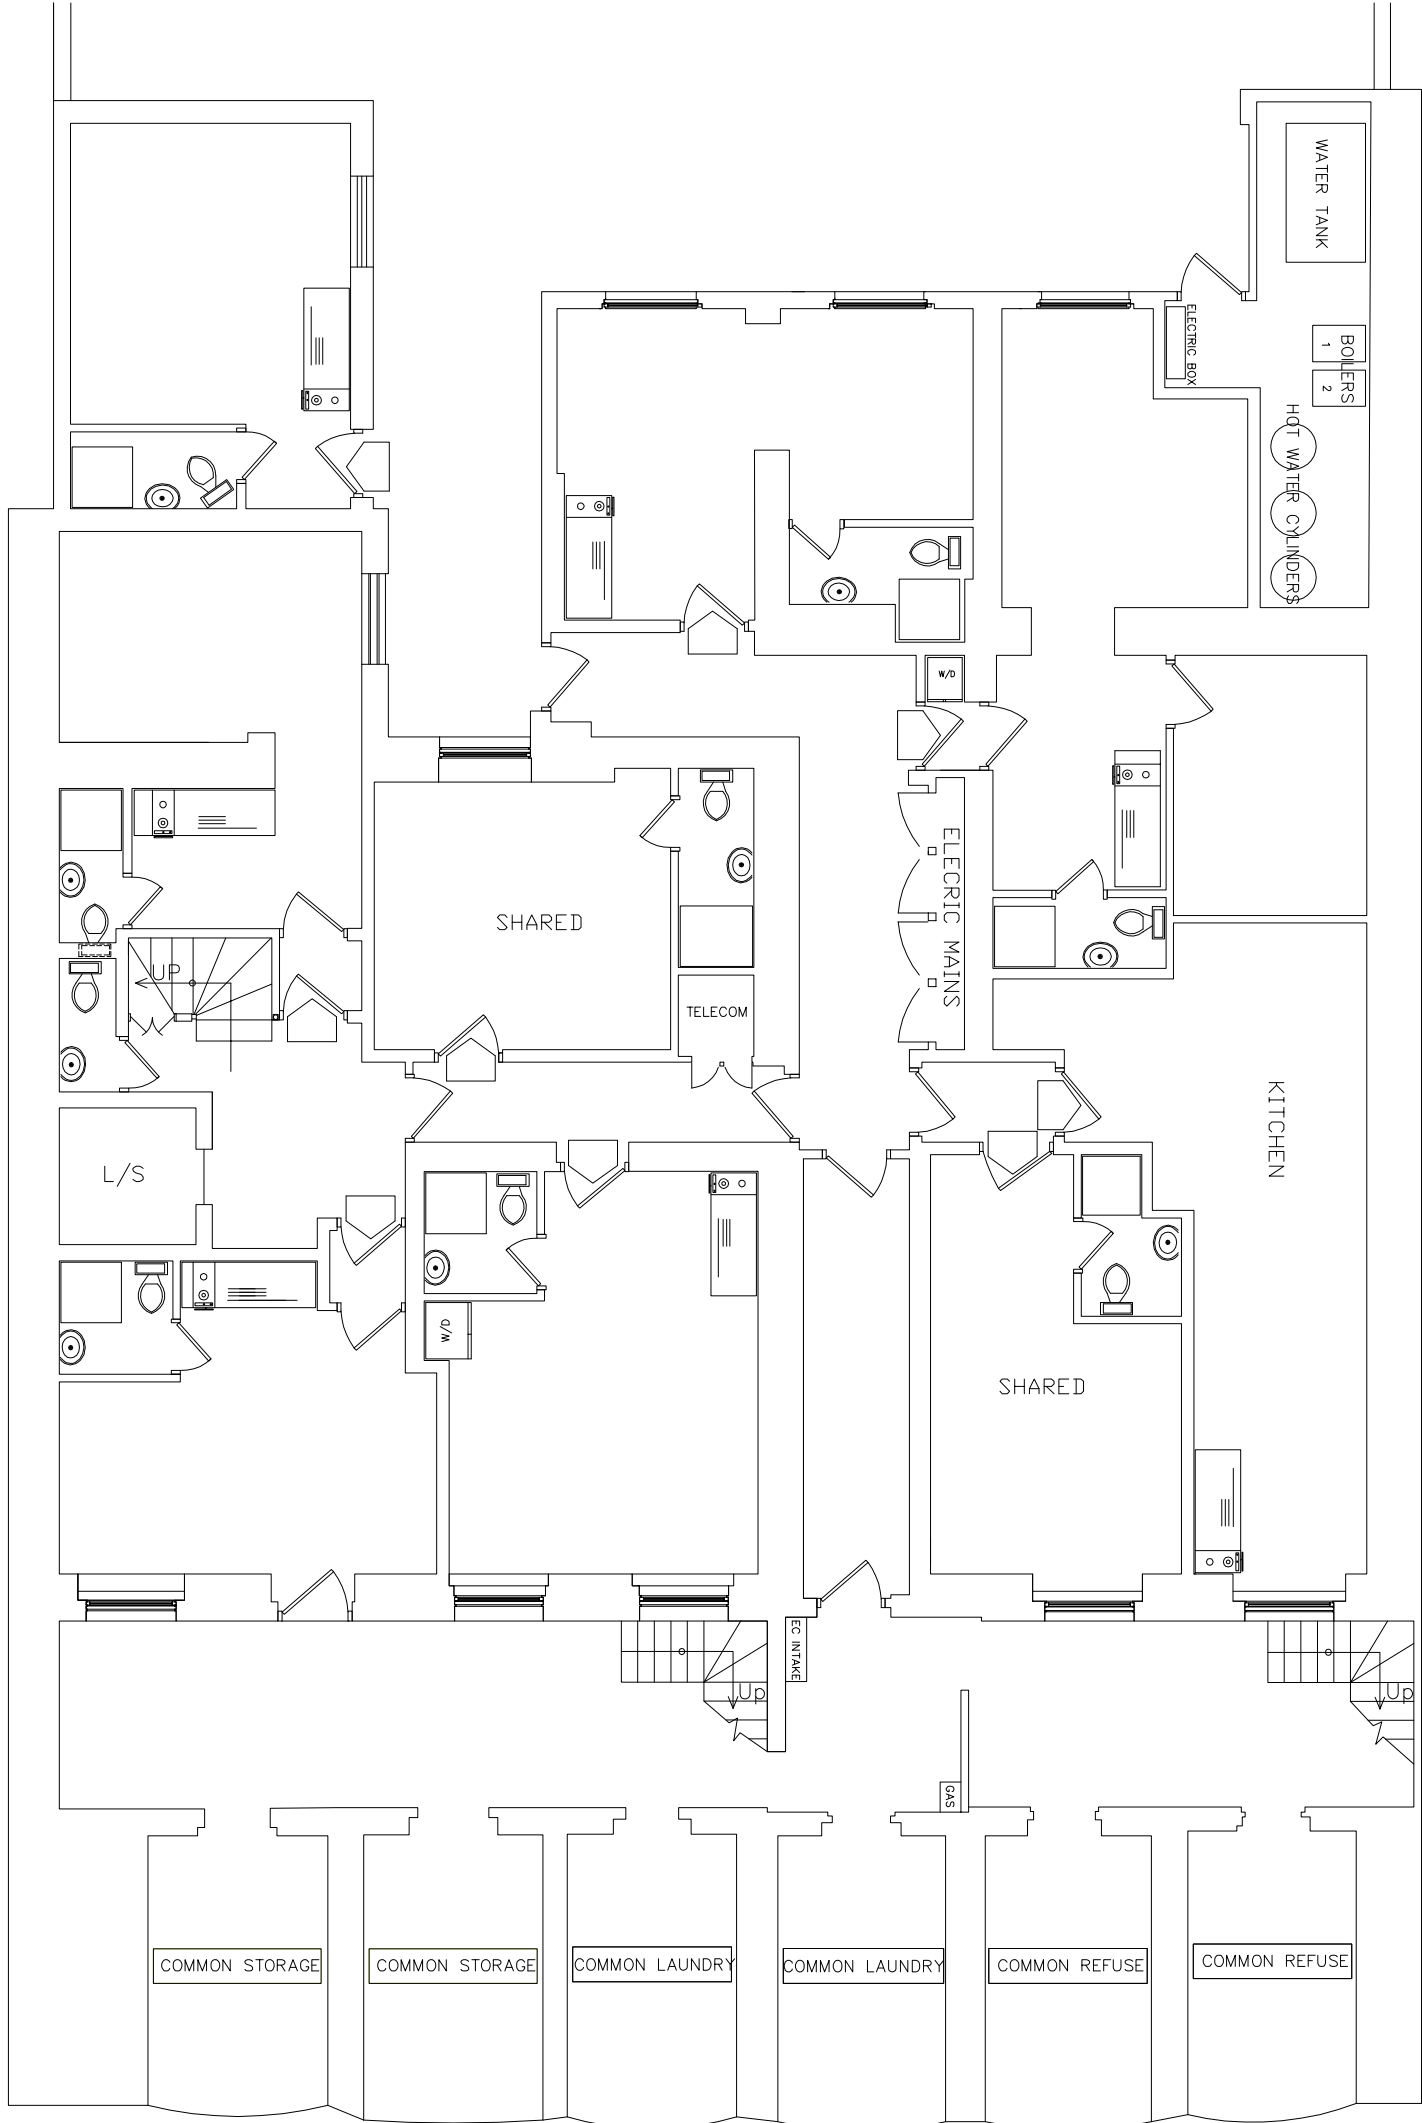 WATER TANK
ELECTRIC BOX
BOILERS
1
2
HOT WATER CYLINDERS
W/D
ELECRIC MAINS
SHARED
UP
TELECOM
KITCHEN
L/S
W/D
SHARED
EC INTAKE
Up
Up
GAS
COMMON STORAGE
COMMON STORAGE
COMMON LAUNDRY
COMMON LAUNDRY
COMMON REFUSE
COMMON REFUSE